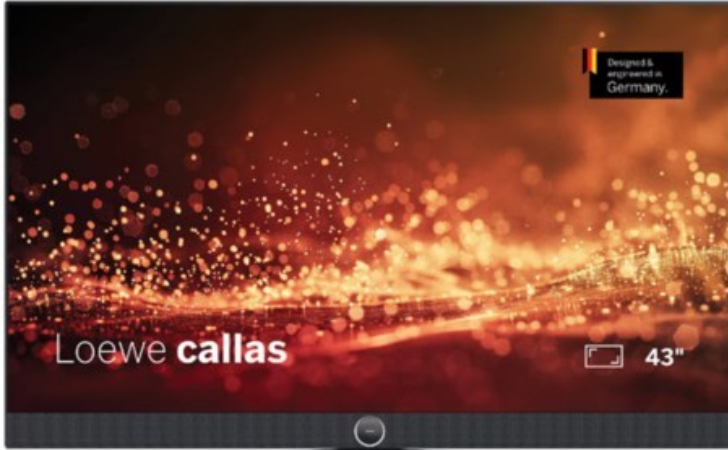 Designed &
engineered in
Germany.
Loewe callas
43"